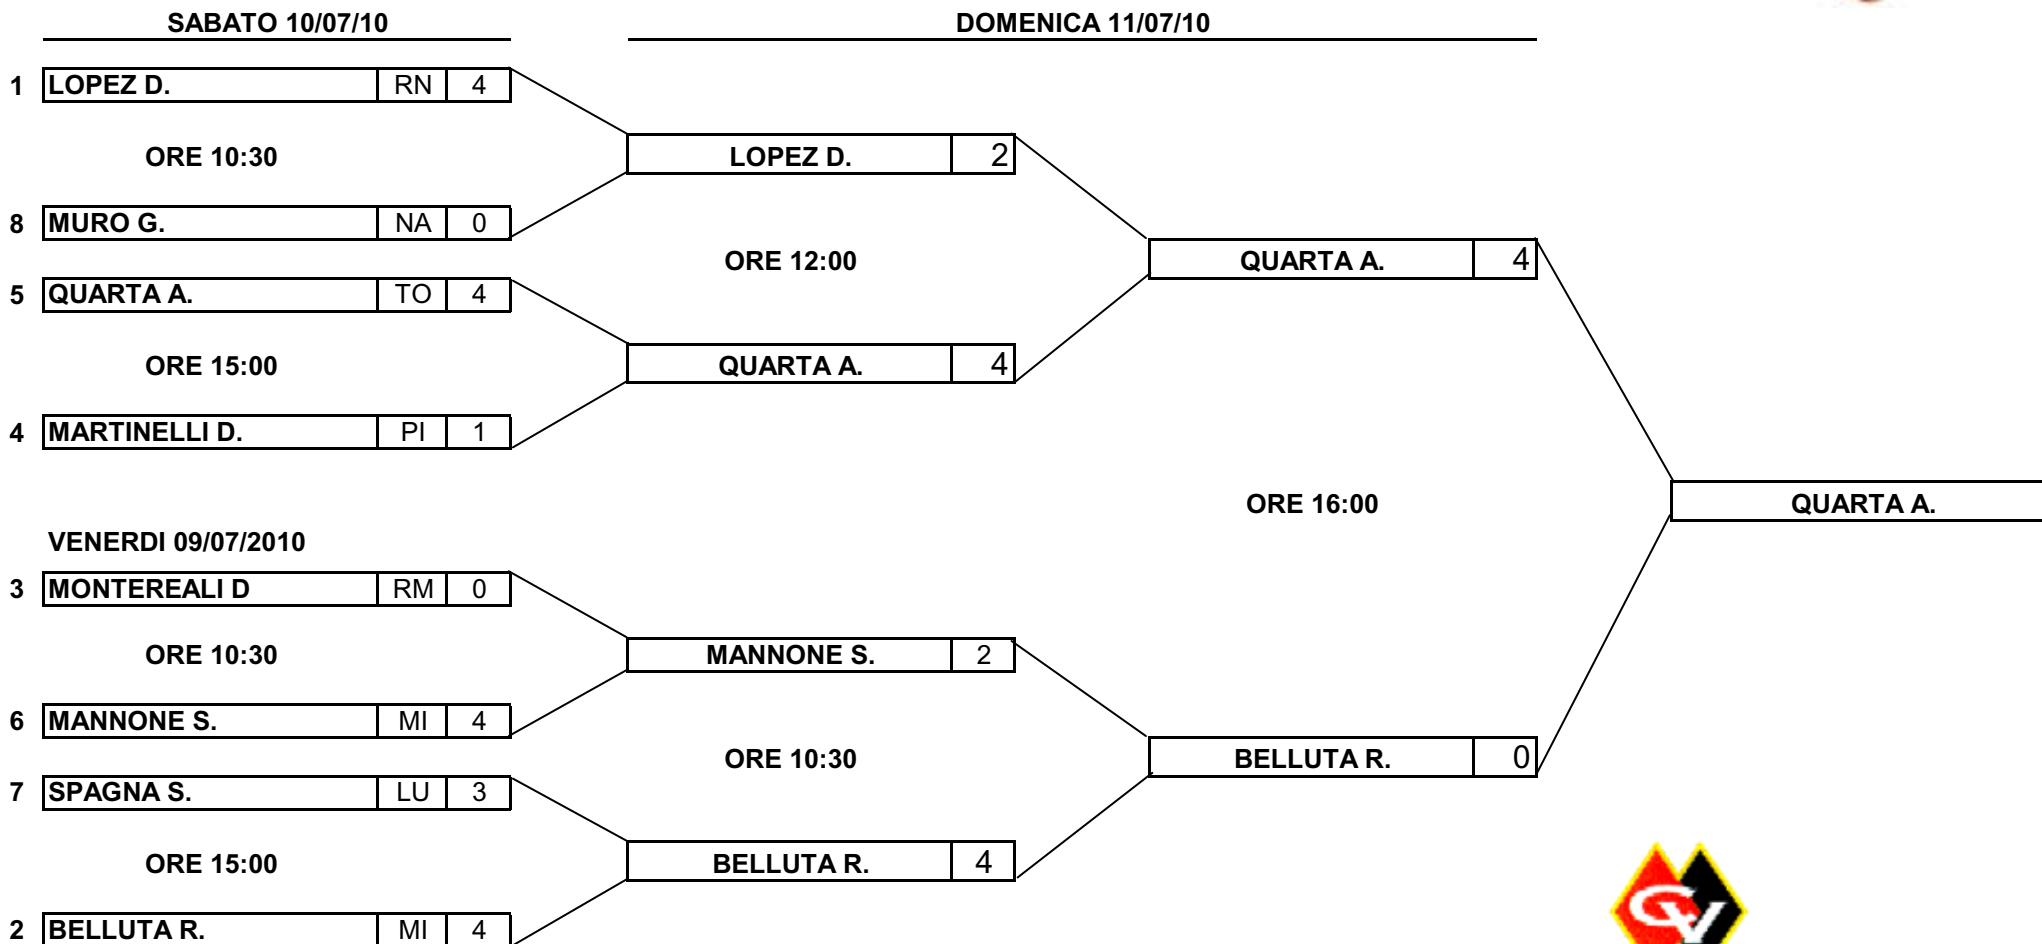 SABATO 10/07/10 DOMENICA 11/07/10
1 LOPEZ D. RN 4
ORE 10:30 LOPEZ D. 2
8 MURO G. NA 0
ORE 12:00 QUARTA A. 4
5 QUARTA A. TO 4
ORE 15:00 QUARTA A. 4
4 MARTINELLI D. PI 1
ORE 16:00 QUARTA A.
VENERDI 09/07/2010
3 MONTEREALI D RM 0
ORE 10:30 MANNONE S. 2
6 MANNONE S. MI 4
ORE 10:30 BELLUTA R. 0
7 SPAGNA S. LU 3
ORE 15:00 BELLUTA R. 4
2 BELLUTA R. MI 4